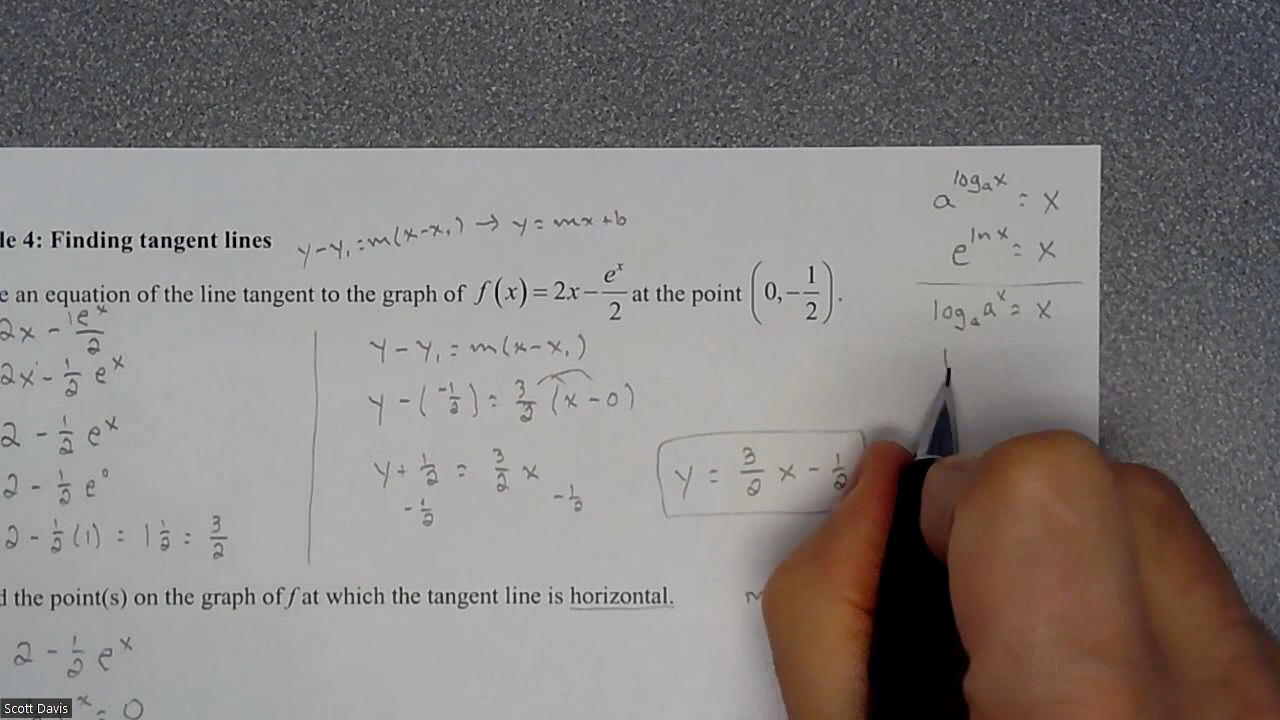 le 4: Finding tangent lines y-y₁=m(x-x₁) → y=mx+b
e an equation of the line tangent to the graph of f(x)=2x-eˣ/2 at the point (0,-1/2).
2x - 1eˣ/2
2x - 1/2 eˣ
2 - 1/2 eˣ
2 - 1/2 e⁰
2 - 1/2 (1) = 1 1/2 = 3/2
y-y₁=m(x-x₁)
y-(-1/2)=3/2(x-0)
y+1/2 = 3/2 x
-1/2 -1/2
y = 3/2 x - 1/2
a^(logₐx) = x
e^(ln x) = x
logₐaˣ = x
d the point(s) on the graph of f at which the tangent line is horizontal.
2 - 1/2 eˣ
x = 0
Scott Davis